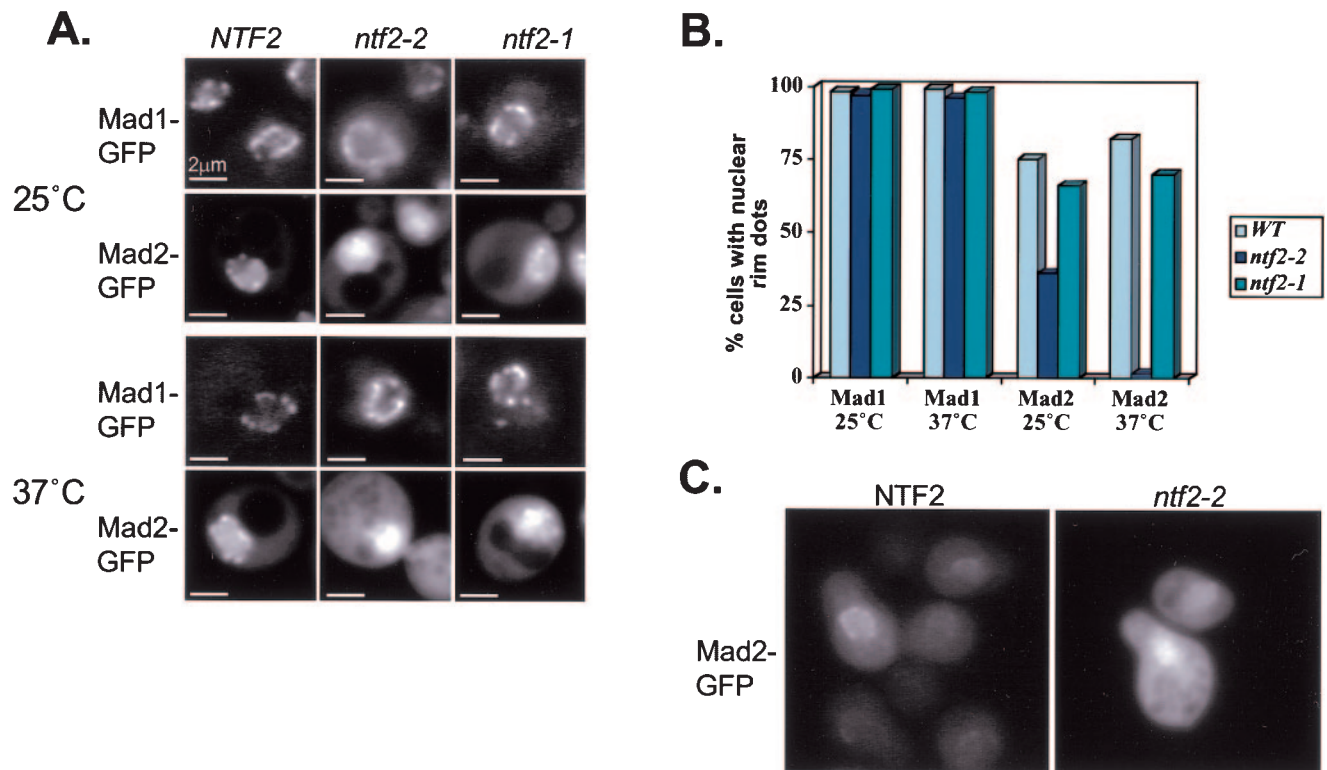 A.
NTF2 ntf2-2 ntf2-1
Mad1-
GFP
2μm
25˚C
Mad2-
GFP
Mad1-
GFP
37˚C
Mad2-
GFP
B.
% cells with nuclear
rim dots
100
75
50
25
0
Mad1
25˚C
Mad1
37˚C
Mad2
25˚C
Mad2
37˚C
WT
ntf2-2
ntf2-1
C.
NTF2 ntf2-2
Mad2-
GFP